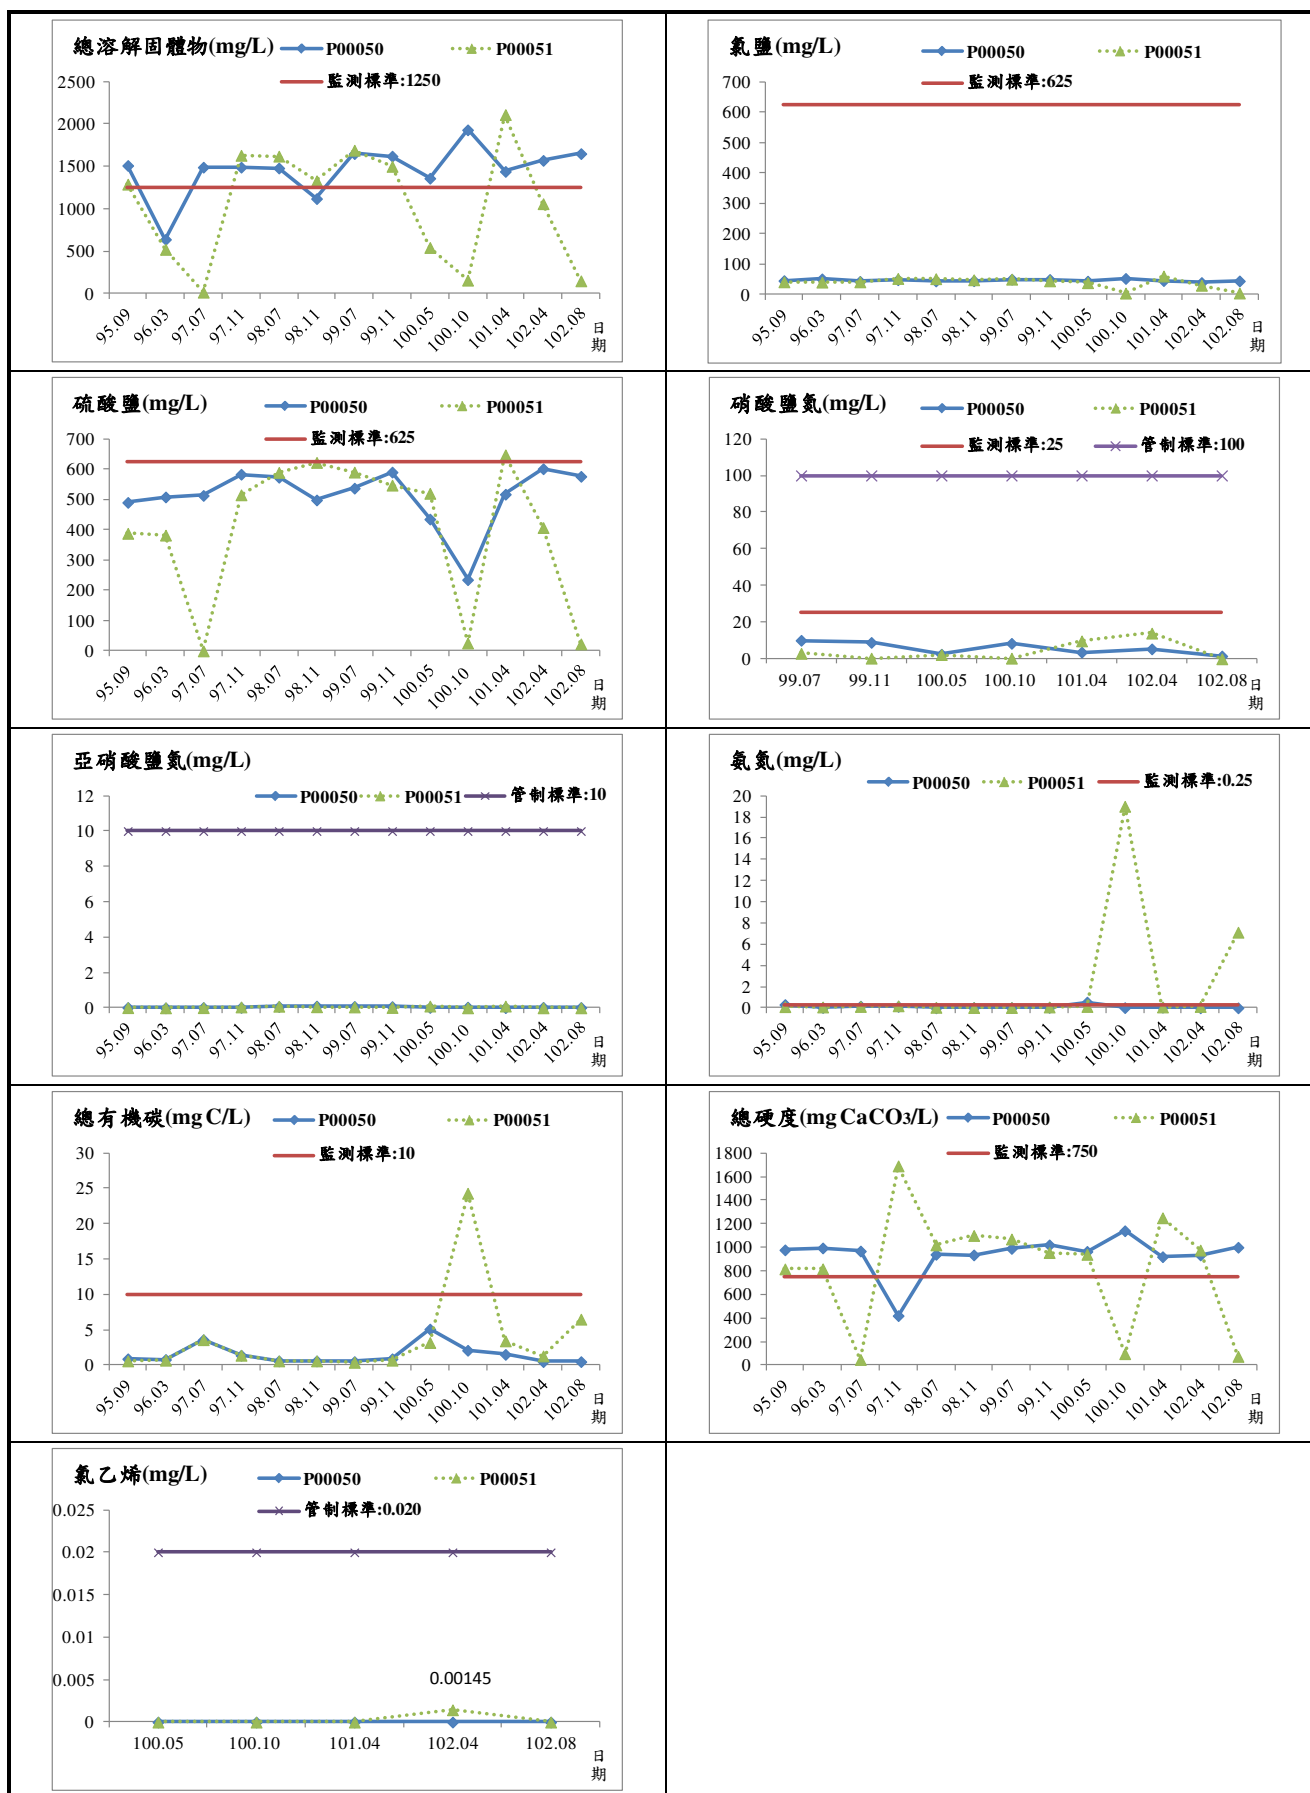 總溶解固體物(mg/L) P00050 P00051
監測標準:1250
2500
2000
1500
1000
500
0
95.09 96.03 97.07 97.11 98.07 98.11 99.07 99.11 100.05 100.10 101.04 102.04 102.08 日期
氯鹽(mg/L) P00050 P00051
監測標準:625
700
600
500
400
300
200
100
0
95.09 96.03 97.07 97.11 98.07 98.11 99.07 99.11 100.05 100.10 101.04 102.04 102.08 日期
硫酸鹽(mg/L) P00050 P00051
監測標準:625
700
600
500
400
300
200
100
0
95.09 96.03 97.07 97.11 98.07 98.11 99.07 99.11 100.05 100.10 101.04 102.04 102.08 日期
硝酸鹽氮(mg/L) P00050 P00051
監測標準:25 管制標準:100
120
100
80
60
40
20
0
99.07 99.11 100.05 100.10 101.04 102.04 102.08 日期
亞硝酸鹽氮(mg/L)
P00050 P00051 管制標準:10
12
10
8
6
4
2
0
95.09 96.03 97.07 97.11 98.07 98.11 99.07 99.11 100.05 100.10 101.04 102.04 102.08 日期
氨氮(mg/L)
P00050 P00051 監測標準:0.25
20
18
16
14
12
10
8
6
4
2
0
95.09 96.03 97.07 97.11 98.07 98.11 99.07 99.11 100.05 100.10 101.04 102.04 102.08 日期
總有機碳(mg C/L) P00050 P00051
監測標準:10
30
25
20
15
10
5
0
95.09 96.03 97.07 97.11 98.07 98.11 99.07 99.11 100.05 100.10 101.04 102.04 102.08 日期
總硬度(mg CaCO3/L) P00050 P00051
監測標準:750
1800
1600
1400
1200
1000
800
600
400
200
0
95.09 96.03 97.07 97.11 98.07 98.11 99.07 99.11 100.05 100.10 101.04 102.04 102.08 日期
氯乙烯(mg/L) P00050 P00051
管制標準:0.020
0.025
0.02
0.015
0.01
0.005
0
0.00145
100.05 100.10 101.04 102.04 102.08 日期